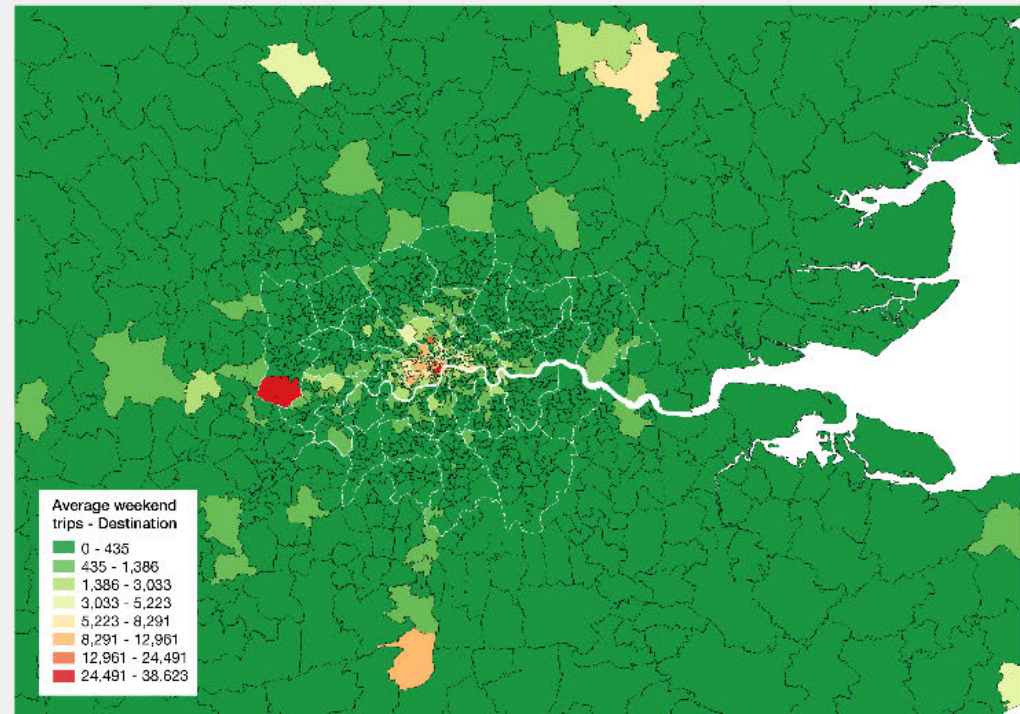 Average weekend
trips - Destination
0 - 435
435 - 1,386
1,386 - 3,033
3,033 - 5,223
5,223 - 8,291
8,291 - 12,961
12,961 - 24,491
24,491 - 38.623